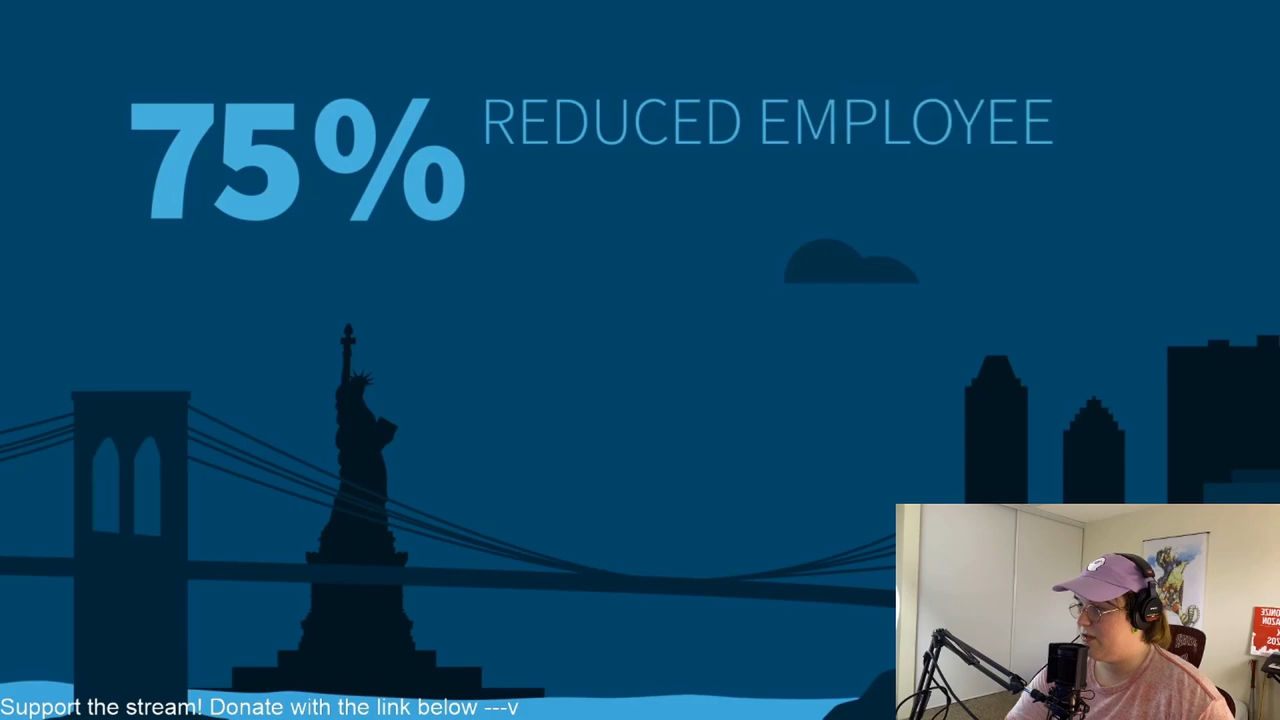 75% REDUCED EMPLOYEE
Support the stream! Donate with the link below ---v